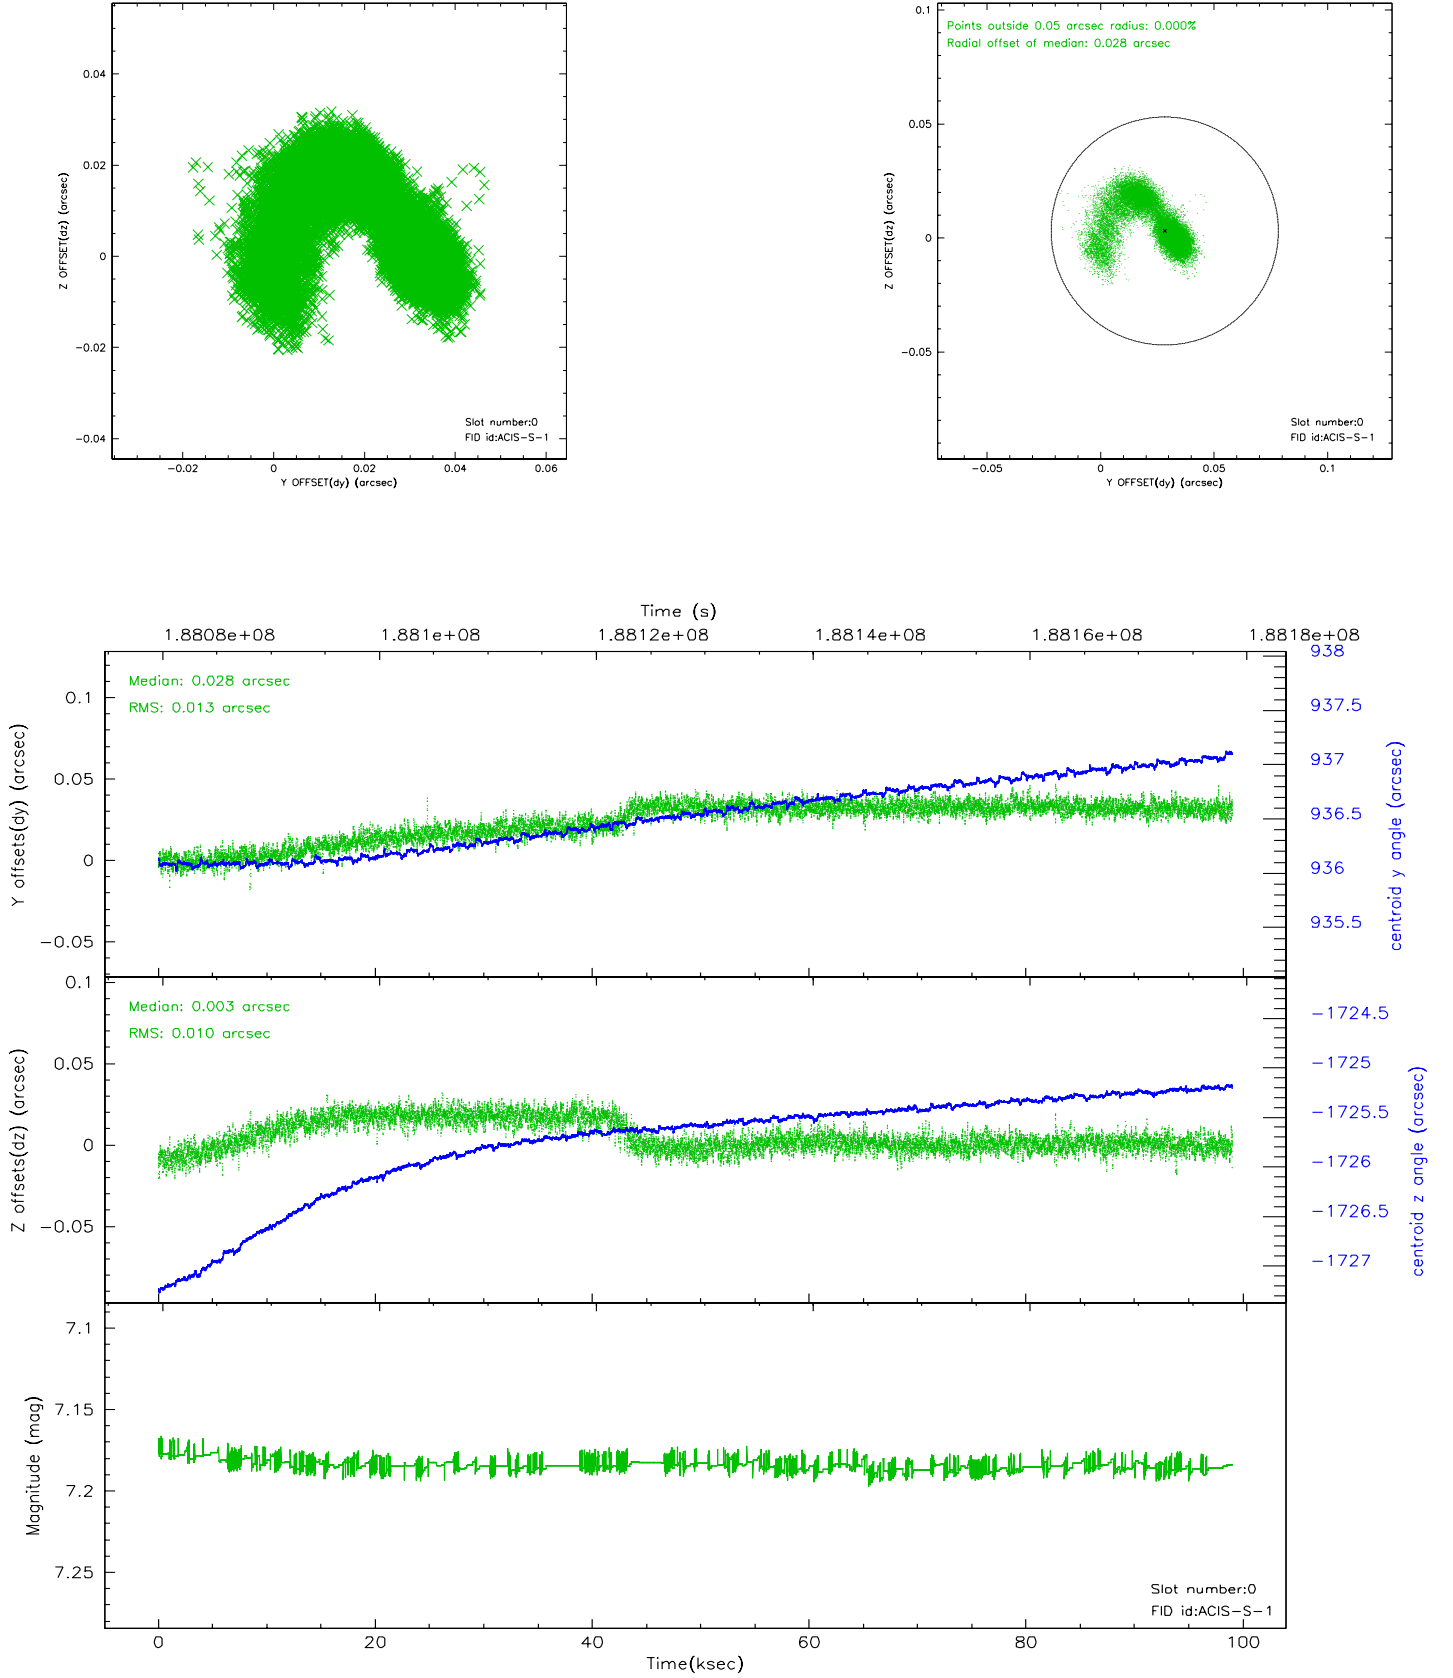 0.04
0.02
0
−0.02
−0.04
Z OFFSET(dz) (arcsec)
−0.02 0 0.02 0.04 0.06
Y OFFSET(dy) (arcsec)
Slot number:0
FID id:ACIS−S−1
Points outside 0.05 arcsec radius: 0.000%
Radial offset of median: 0.028 arcsec
0.1
0.05
0
−0.05
Z OFFSET(dz) (arcsec)
−0.05 0 0.05 0.1
Y OFFSET(dy) (arcsec)
Slot number:0
FID id:ACIS−S−1
Time (s)
1.8808e+08 1.881e+08 1.8812e+08 1.8814e+08 1.8816e+08 1.8818e+08
Median: 0.028 arcsec
RMS: 0.013 arcsec
0.1
0.05
0
−0.05
Y offsets(dy) (arcsec)
938
937.5
937
936.5
936
935.5
centroid y angle (arcsec)
Median: 0.003 arcsec
RMS: 0.010 arcsec
0.1
0.05
0
−0.05
Z offsets(dz) (arcsec)
−1724.5
−1725
−1725.5
−1726
−1726.5
−1727
centroid z angle (arcsec)
7.1
7.15
7.2
7.25
Magnitude (mag)
Slot number:0
FID id:ACIS−S−1
0 20 40 60 80 100
Time(ksec)